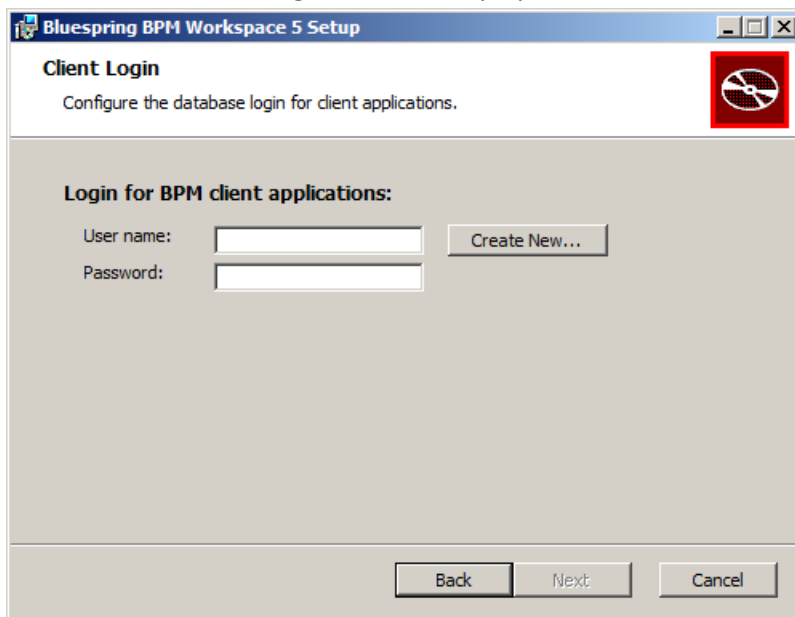 Bluespring BPM Workspace 5 Setup
Client Login
Configure the database login for client applications.
Login for BPM client applications:
User name:
Create New...
Password:
Back Next Cancel